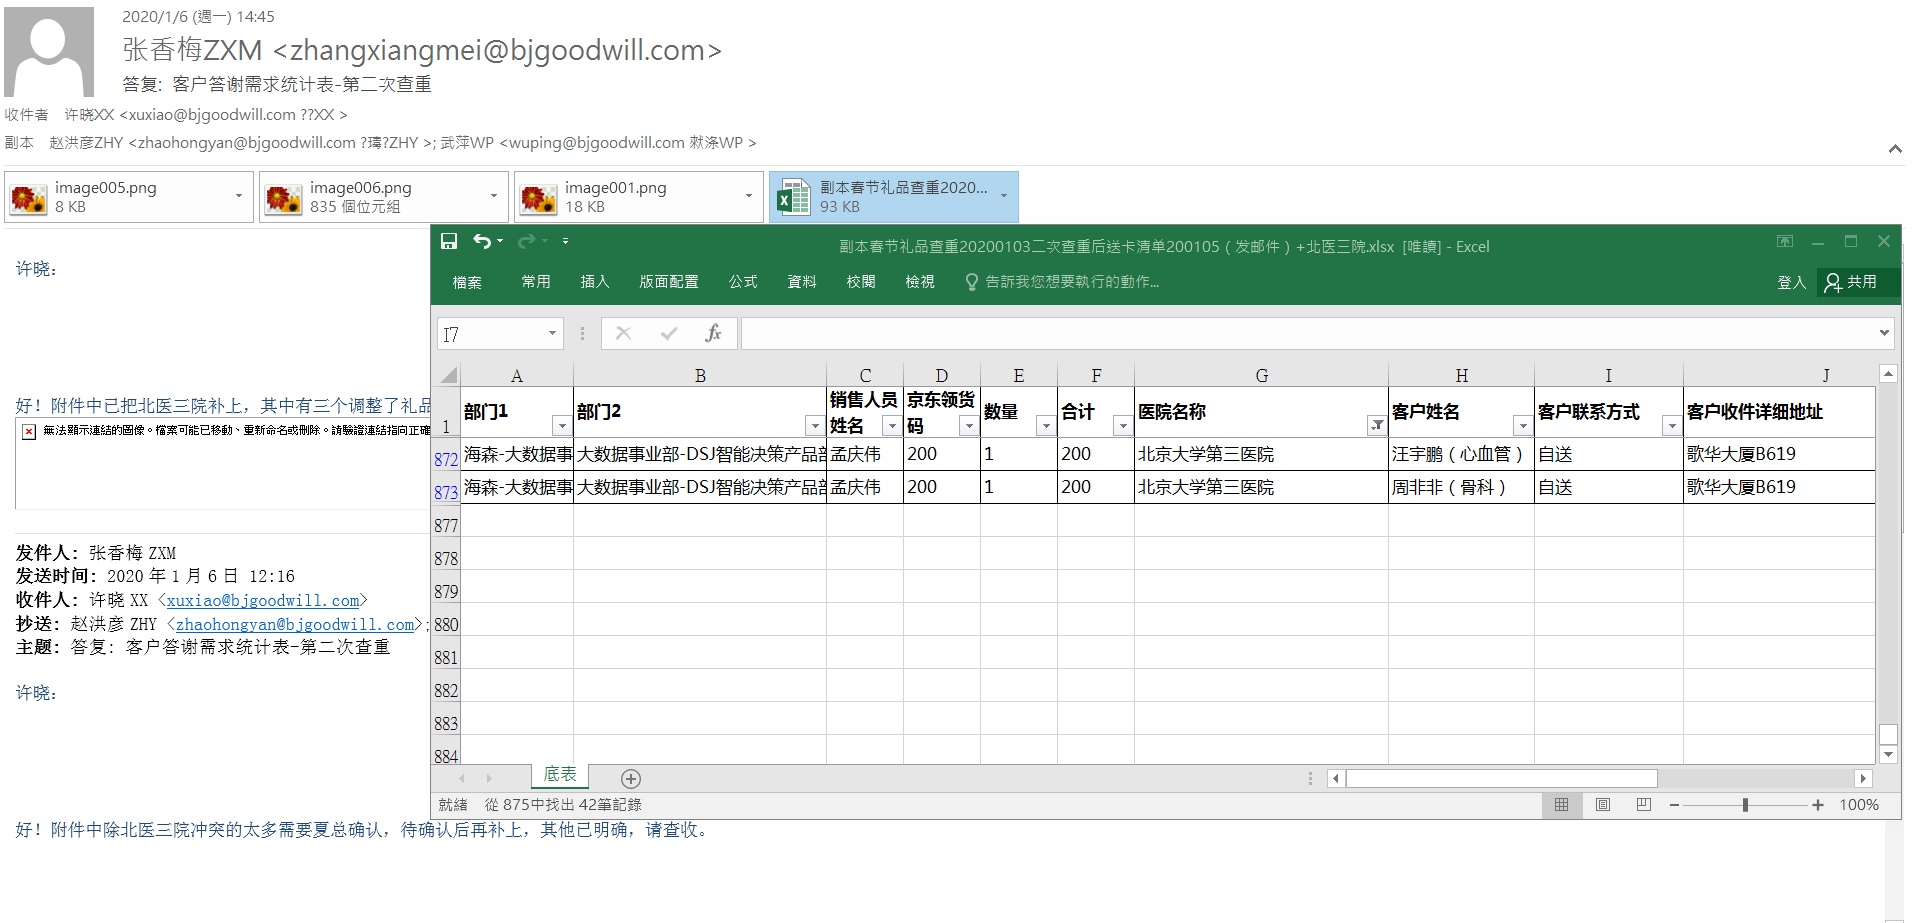 2020/1/6 (週一) 14:45
张香梅ZXM <zhangxiangmei@bjgoodwill.com>
答复: 客户答谢需求统计表-第二次查重
收件者 许晓XX <xuxiao@bjgoodwill.com ??XX >
副本 赵洪彦ZHY <zhaohongyan@bjgoodwill.com ?瑇?ZHY >; 武萍WP <wuping@bjgoodwill.com 敹涤WP >
image005.png
8 KB
image006.png
835 個位元組
image001.png
18 KB
副本春节礼品查重2020...
93 KB
许晓:
好！附件中已把北医三院补上，其中有三个调整了礼品
無法顯示連結的圖像。檔案可能已移動、重新命名或刪除。請驗證連結指向正確
发件人: 张香梅 ZXM
发送时间: 2020 年 1 月 6 日 12:16
收件人: 许晓 XX <xuxiao@bjgoodwill.com>
抄送: 赵洪彦 ZHY <zhaohongyan@bjgoodwill.com>;
主题: 答复: 客户答谢需求统计表-第二次查重
许晓:
好！附件中除北医三院冲突的太多需要夏总确认，待确认后再补上，其他已明确，请查收。
副本春节礼品查重20200103二次查重后送卡清单200105（发邮件）+北医三院.xlsx [唯讀] - Excel
檔案 常用 插入 版面配置 公式 資料 校閱 檢視 告訴我您想要執行的動作... 登入 共用
I7 fx
A B C D E F G H I J
1 部门1 部门2 销售人员姓名 京东领货码 数量 合计 医院名称 客户姓名 客户联系方式 客户收件详细地址
872 海森-大数据事 大数据事业部-DSJ智能决策产品部 孟庆伟 200 1 200 北京大学第三医院 汪宇鹏（心血管） 自送 歌华大厦B619
873 海森-大数据事 大数据事业部-DSJ智能决策产品部 孟庆伟 200 1 200 北京大学第三医院 周非非（骨科） 自送 歌华大厦B619
877
878
879
880
881
882
883
884
底表
就緒 從 875中找出 42筆記錄
100%